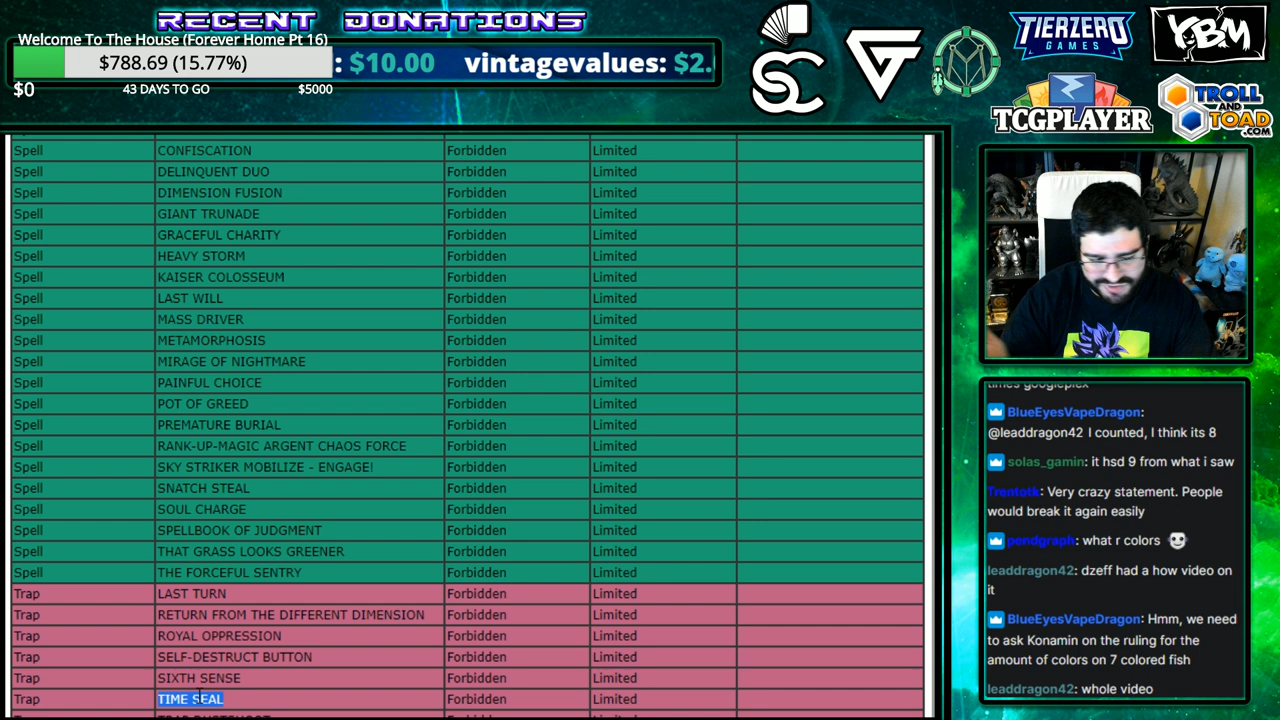 RECENT DONATIONS
Welcome To The House (Forever Home Pt 16)
$788.69 (15.77%)
: $10.00 vintagevalues: $2.
$0 43 DAYS TO GO $5000
SC
TIERZERO
GAMES
YBM
TCGPLAYER
TROLL
AND
TOAD
.COM
Spell CONFISCATION Forbidden Limited
Spell DELINQUENT DUO Forbidden Limited
Spell DIMENSION FUSION Forbidden Limited
Spell GIANT TRUNADE Forbidden Limited
Spell GRACEFUL CHARITY Forbidden Limited
Spell HEAVY STORM Forbidden Limited
Spell KAISER COLOSSEUM Forbidden Limited
Spell LAST WILL Forbidden Limited
Spell MASS DRIVER Forbidden Limited
Spell METAMORPHOSIS Forbidden Limited
Spell MIRAGE OF NIGHTMARE Forbidden Limited
Spell PAINFUL CHOICE Forbidden Limited
Spell POT OF GREED Forbidden Limited
Spell PREMATURE BURIAL Forbidden Limited
Spell RANK-UP-MAGIC ARGENT CHAOS FORCE Forbidden Limited
Spell SKY STRIKER MOBILIZE - ENGAGE! Forbidden Limited
Spell SNATCH STEAL Forbidden Limited
Spell SOUL CHARGE Forbidden Limited
Spell SPELLBOOK OF JUDGMENT Forbidden Limited
Spell THAT GRASS LOOKS GREENER Forbidden Limited
Spell THE FORCEFUL SENTRY Forbidden Limited
Trap LAST TURN Forbidden Limited
Trap RETURN FROM THE DIFFERENT DIMENSION Forbidden Limited
Trap ROYAL OPPRESSION Forbidden Limited
Trap SELF-DESTRUCT BUTTON Forbidden Limited
Trap SIXTH SENSE Forbidden Limited
Trap TIME SEAL Forbidden Limited
times googleplex
BlueEyesVapeDragon:
@leaddragon42 I counted, I think its 8
solas_gamin: it hsd 9 from what i saw
Trentotk: Very crazy statement. People
would break it again easily
pendgraph: what r colors
leaddragon42: dzeff had a how video on
it
BlueEyesVapeDragon: Hmm, we need
to ask Konamin on the ruling for the
amount of colors on 7 colored fish
leaddragon42: whole video